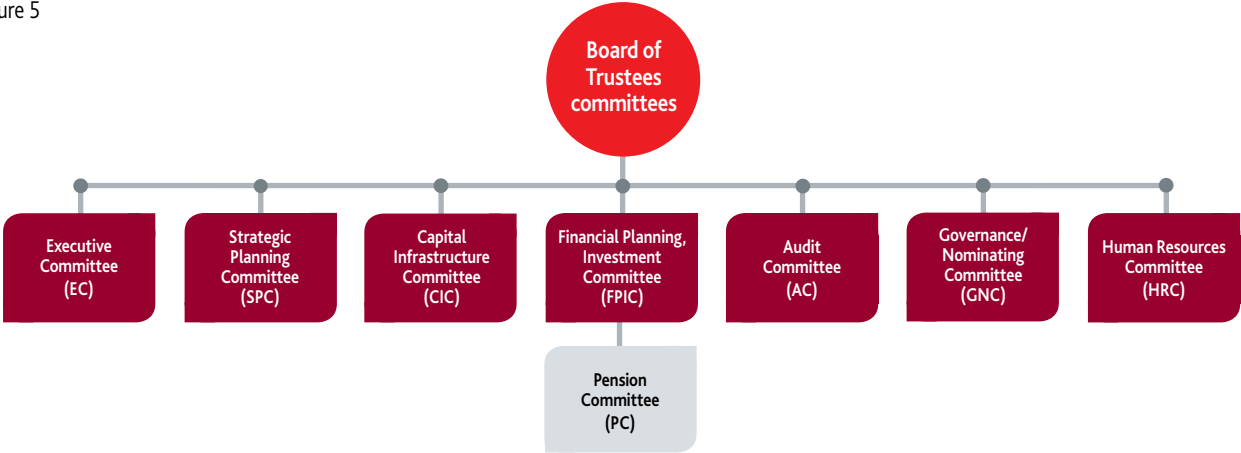 ure 5
Board of
Trustees
committees
Executive
Committee
(EC)
Strategic
Planning
Committee
(SPC)
Capital
Infrastructure
Committee
(CIC)
Financial Planning,
Investment
Committee
(FPIC)
Audit
Committee
(AC)
Governance/
Nominating
Committee
(GNC)
Human Resources
Committee
(HRC)
Pension
Committee
(PC)